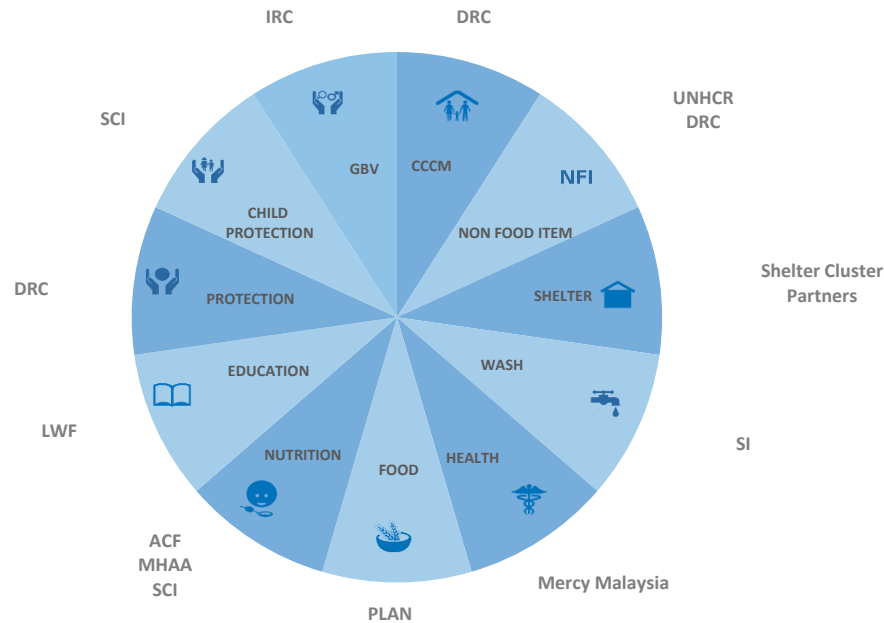 IRC
DRC
SCI
UNHCR
DRC
NFI
GBV
CCCM
CHILD
PROTECTION
NON FOOD ITEM
DRC
PROTECTION
SHELTER
Shelter Cluster
Partners
EDUCATION
WASH
LWF
SI
NUTRITION
FOOD
HEALTH
ACF
MHAA
SCI
PLAN
Mercy Malaysia